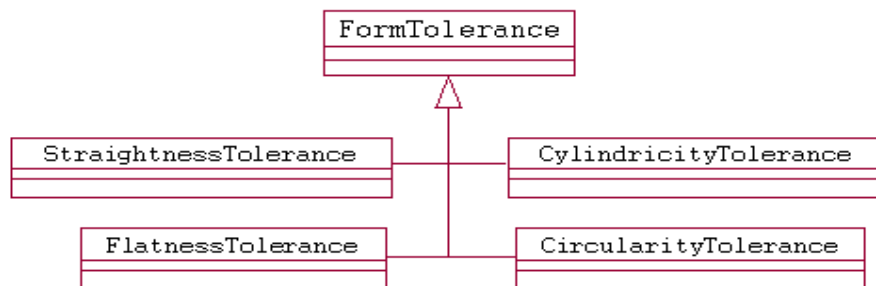 FormTolerance
StraightnessTolerance
CylindricityTolerance
FlatnessTolerance
CircularityTolerance